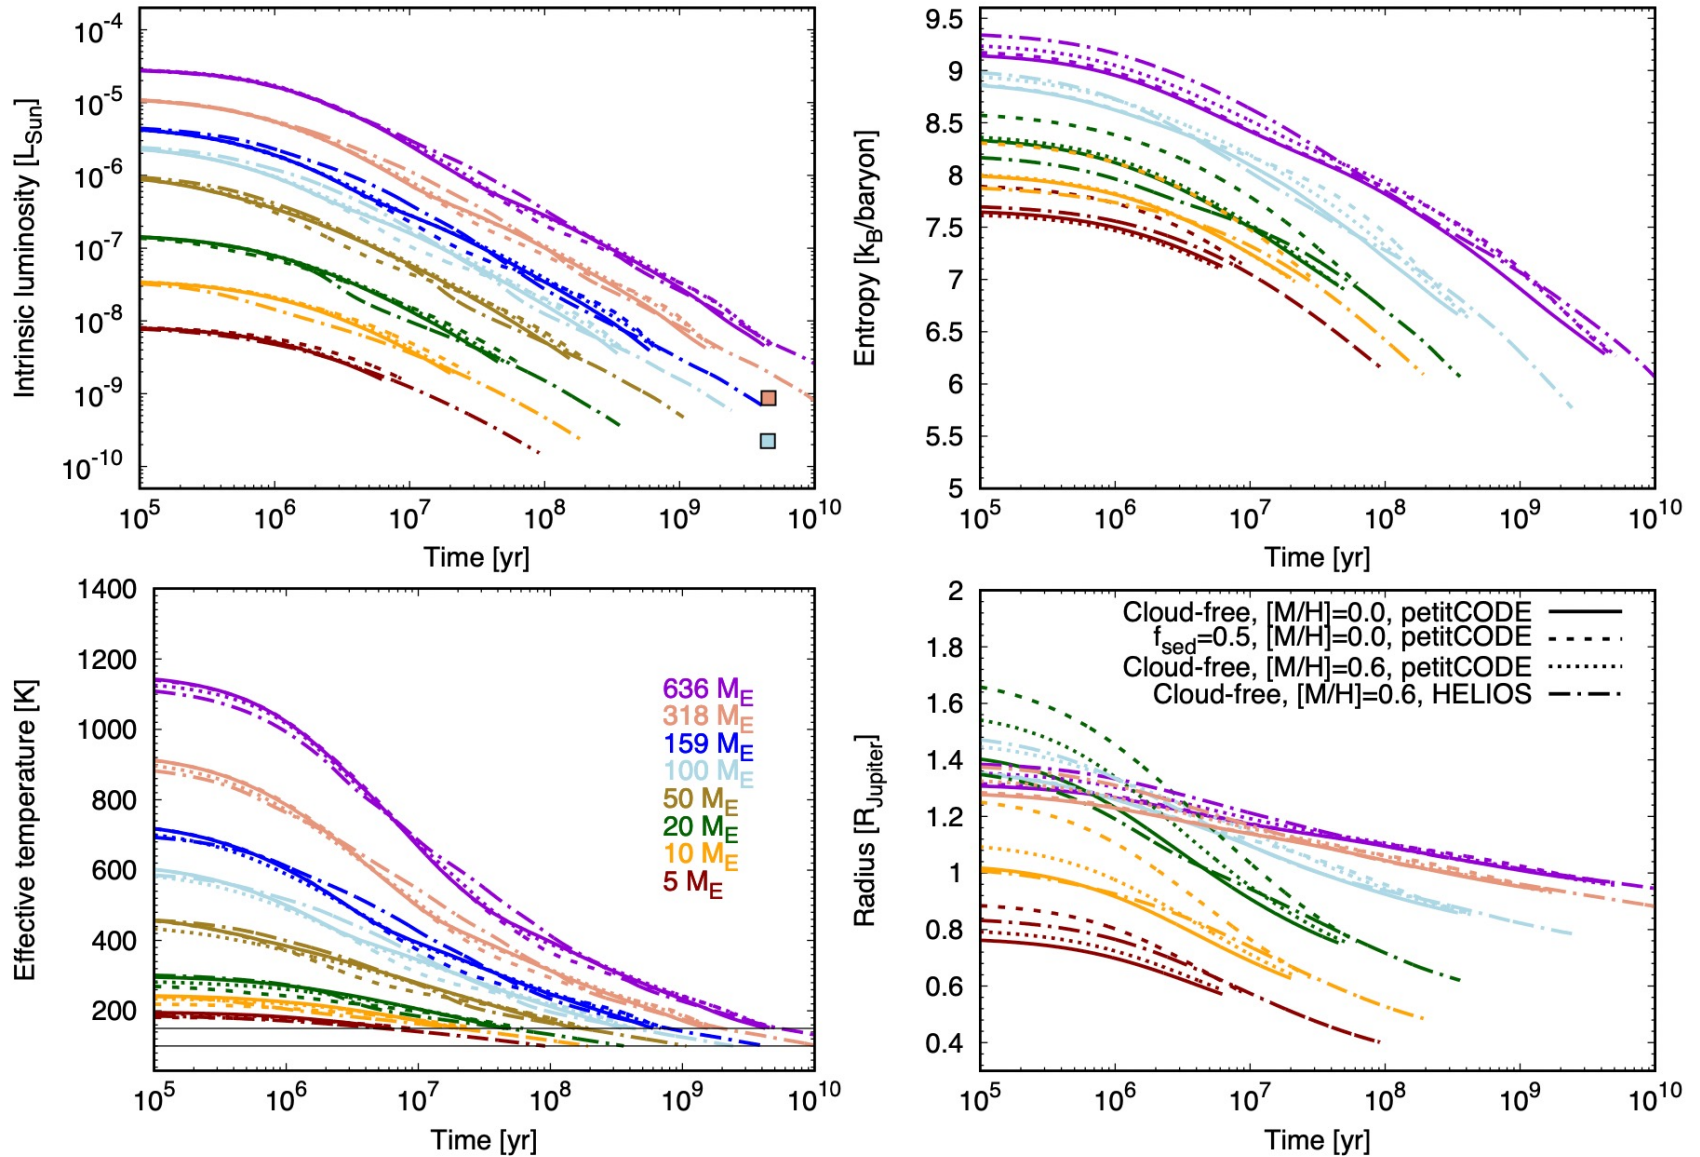 10^-4
10^-5
10^-6
10^-7
10^-8
10^-9
10^-10
Intrinsic luminosity [L_Sun]
10^5 10^6 10^7 10^8 10^9 10^10
Time [yr]
9.5
9
8.5
8
7.5
7
6.5
6
5.5
5
Entropy [k_B/baryon]
10^5 10^6 10^7 10^8 10^9 10^10
Time [yr]
1400
1200
1000
800
600
400
200
Effective temperature [K]
636 M_E
318 M_E
159 M_E
100 M_E
50 M_E
20 M_E
10 M_E
5 M_E
10^5 10^6 10^7 10^8 10^9 10^10
Time [yr]
2
1.8
1.6
1.4
1.2
1
0.8
0.6
0.4
Radius [R_Jupiter]
Cloud-free, [M/H]=0.0, petitCODE
f_sed=0.5, [M/H]=0.0, petitCODE
Cloud-free, [M/H]=0.6, petitCODE
Cloud-free, [M/H]=0.6, HELIOS
10^5 10^6 10^7 10^8 10^9 10^10
Time [yr]